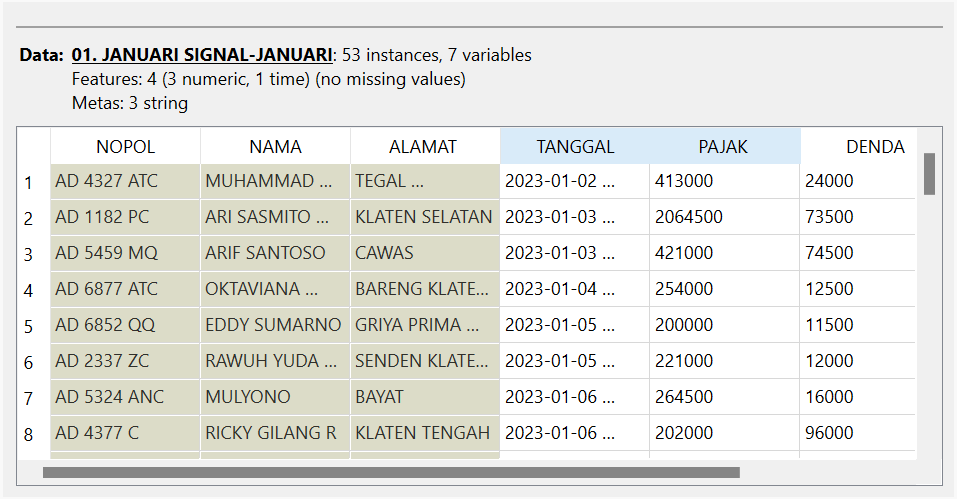 Data: 01. JANUARI SIGNAL-JANUARI: 53 instances, 7 variables
Features: 4 (3 numeric, 1 time) (no missing values)
Metas: 3 string
NOPOL NAMA ALAMAT TANGGAL PAJAK DENDA
1 AD 4327 ATC MUHAMMAD ... TEGAL ... 2023-01-02 ... 413000 24000
2 AD 1182 PC ARI SASMITO ... KLATEN SELATAN 2023-01-03 ... 2064500 73500
3 AD 5459 MQ ARIF SANTOSO CAWAS 2023-01-03 ... 421000 74500
4 AD 6877 ATC OKTAVIANA ... BARENG KLATE... 2023-01-04 ... 254000 12500
5 AD 6852 QQ EDDY SUMARNO GRIYA PRIMA ... 2023-01-05 ... 200000 11500
6 AD 2337 ZC RAWUH YUDA ... SENDEN KLATE... 2023-01-05 ... 221000 12000
7 AD 5324 ANC MULYONO BAYAT 2023-01-06 ... 264500 16000
8 AD 4377 C RICKY GILANG R KLATEN TENGAH 2023-01-06 ... 202000 96000